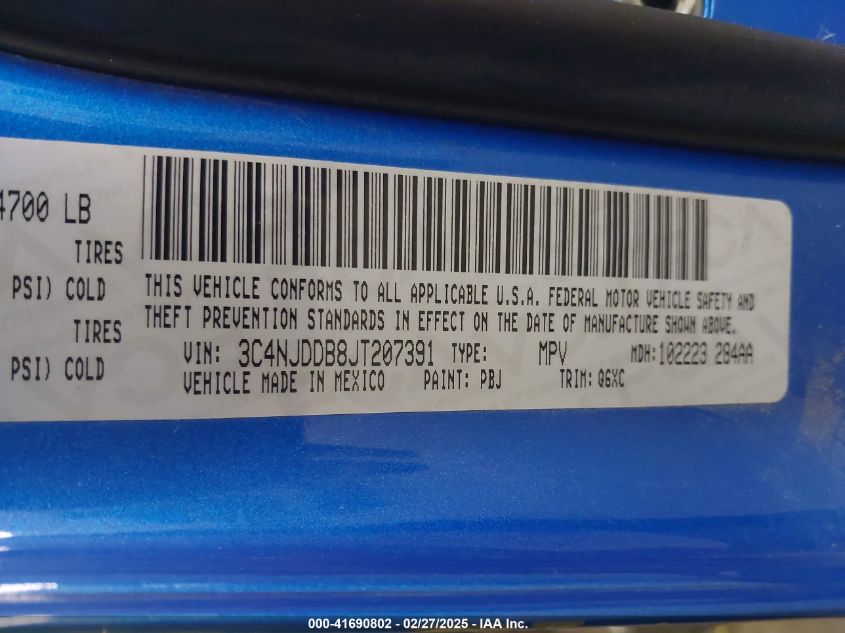 4700 LB
TIRES
PSI) COLD
TIRES
PSI) COLD
THIS VEHICLE CONFORMS TO ALL APPLICABLE U.S.A. FEDERAL MOTOR VEHICLE SAFETY AND
THEFT PREVENTION STANDARDS IN EFFECT ON THE DATE OF MANUFACTURE SHOWN ABOVE.
VIN: 3C4NJDDB8JT207391 TYPE: MPV MDH:102223 284AA
VEHICLE MADE IN MEXICO PAINT: PBJ TRIM: Q6XC
000-41690802 / 02/27/2025 - IAA Inc.